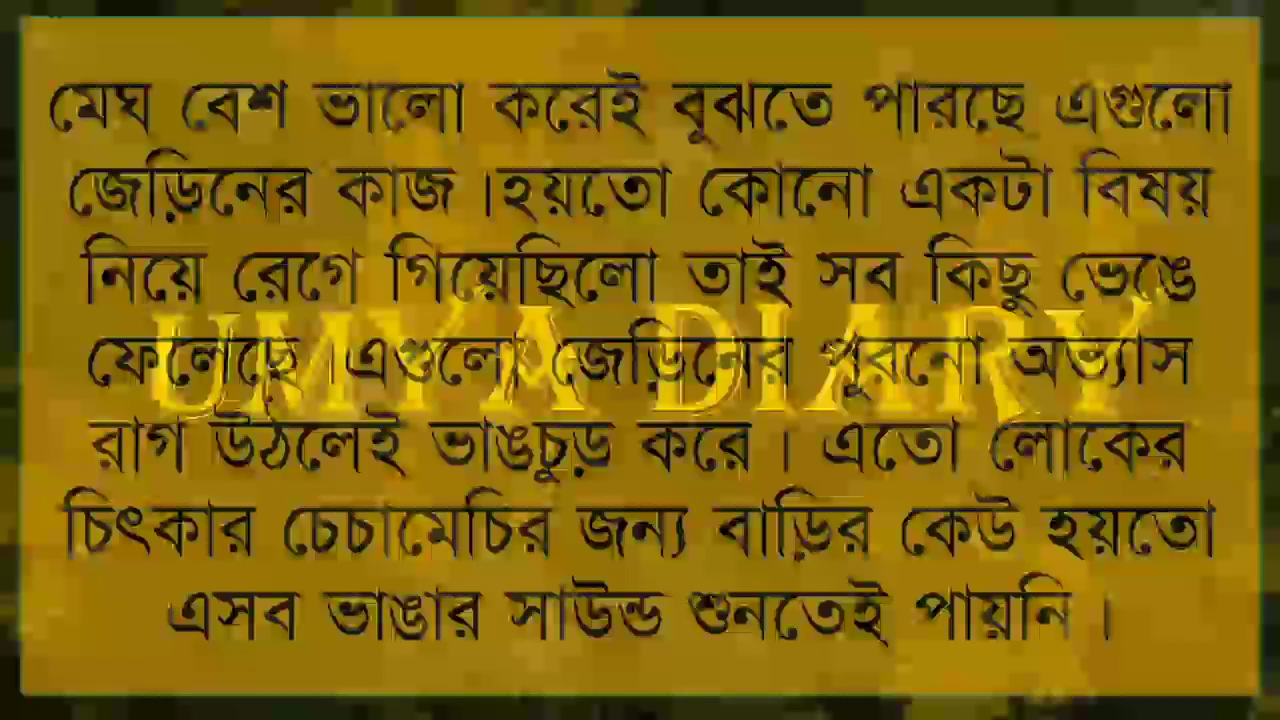 মেঘ বেশ ভালো করেই বুঝতে পারছে এগুলো
জেড়িনের কাজ ।হয়তো কোনো একটা বিষয়
নিয়ে রেগে গিয়েছিলো তাই সব কিছু ভেঙে
ফেলেছে ।এগুলো জেড়িনের পুরনো অভ্যাস
UMYA DIARY
রাগ উঠলেই ভাঙচুড় করে । এতো লোকের
চিৎকার চেচামেচির জন্য বাড়ির কেউ হয়তো
এসব ভাঙার সাউন্ড শুনতেই পায়নি ।